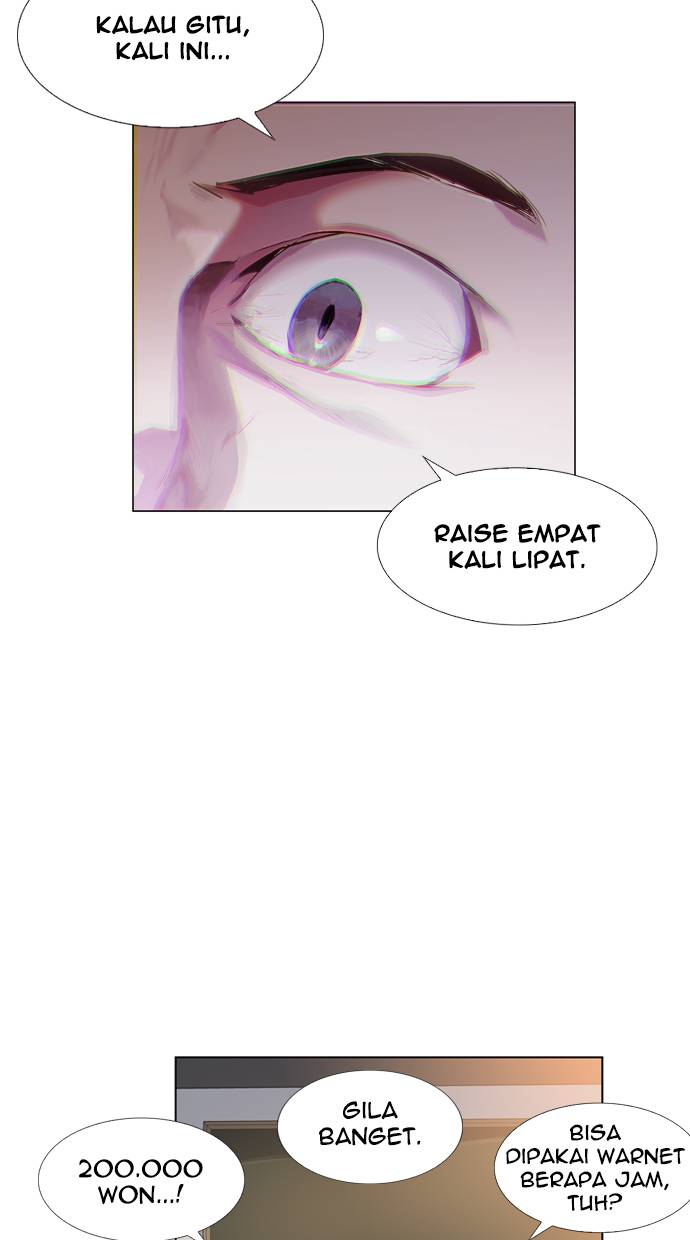 KALAU GITU,
KALI INI...
RAISE EMPAT
KALI LIPAT.
GILA
BANGET.
200.000
WON...!
BISA
DIPAKAI WARNET
BERAPA JAM,
TUH?